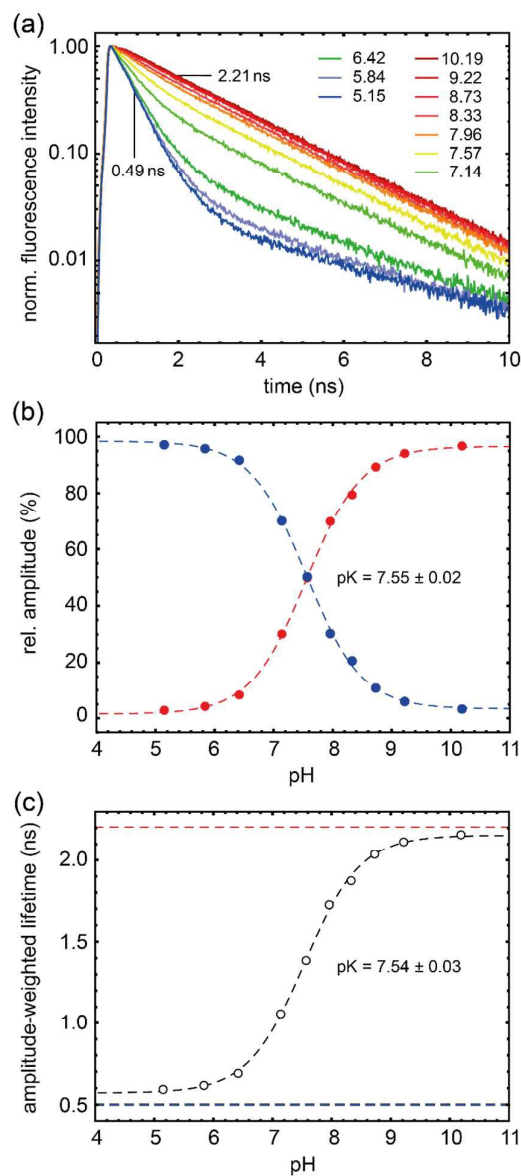 (a)
1.00
0.10
0.01
norm. fluorescence intensity
2.21 ns
0.49 ns
6.42
5.84
5.15
10.19
9.22
8.73
8.33
7.96
7.57
7.14
0 2 4 6 8 10
time (ns)
(b)
100
80
60
40
20
0
rel. amplitude (%)
pK = 7.55 ± 0.02
4 5 6 7 8 9 10 11
pH
(c)
2.0
1.5
1.0
0.5
amplitude-weighted lifetime (ns)
pK = 7.54 ± 0.03
4 5 6 7 8 9 10 11
pH